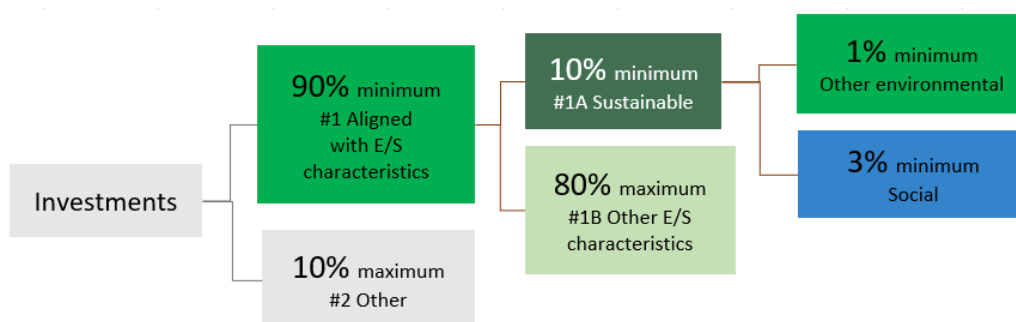 Investments
90% minimum
#1 Aligned
with E/S
characteristics
10% maximum
#2 Other
10% minimum
#1A Sustainable
80% maximum
#1B Other E/S
characteristics
1% minimum
Other environmental
3% minimum
Social